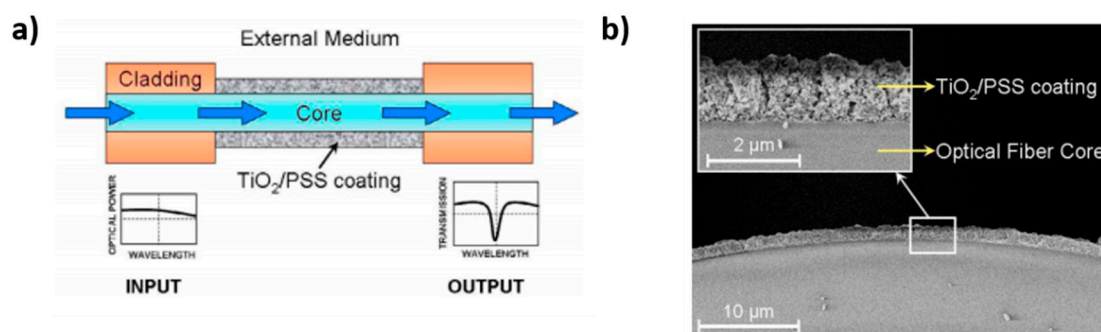 a)
External Medium
Cladding
Core
TiO₂/PSS coating
OPTICAL POWER
WAVELENGTH
INPUT
TRANSMISSION
WAVELENGTH
OUTPUT
b)
TiO₂/PSS coating
2 µm
Optical Fiber Core
10 µm